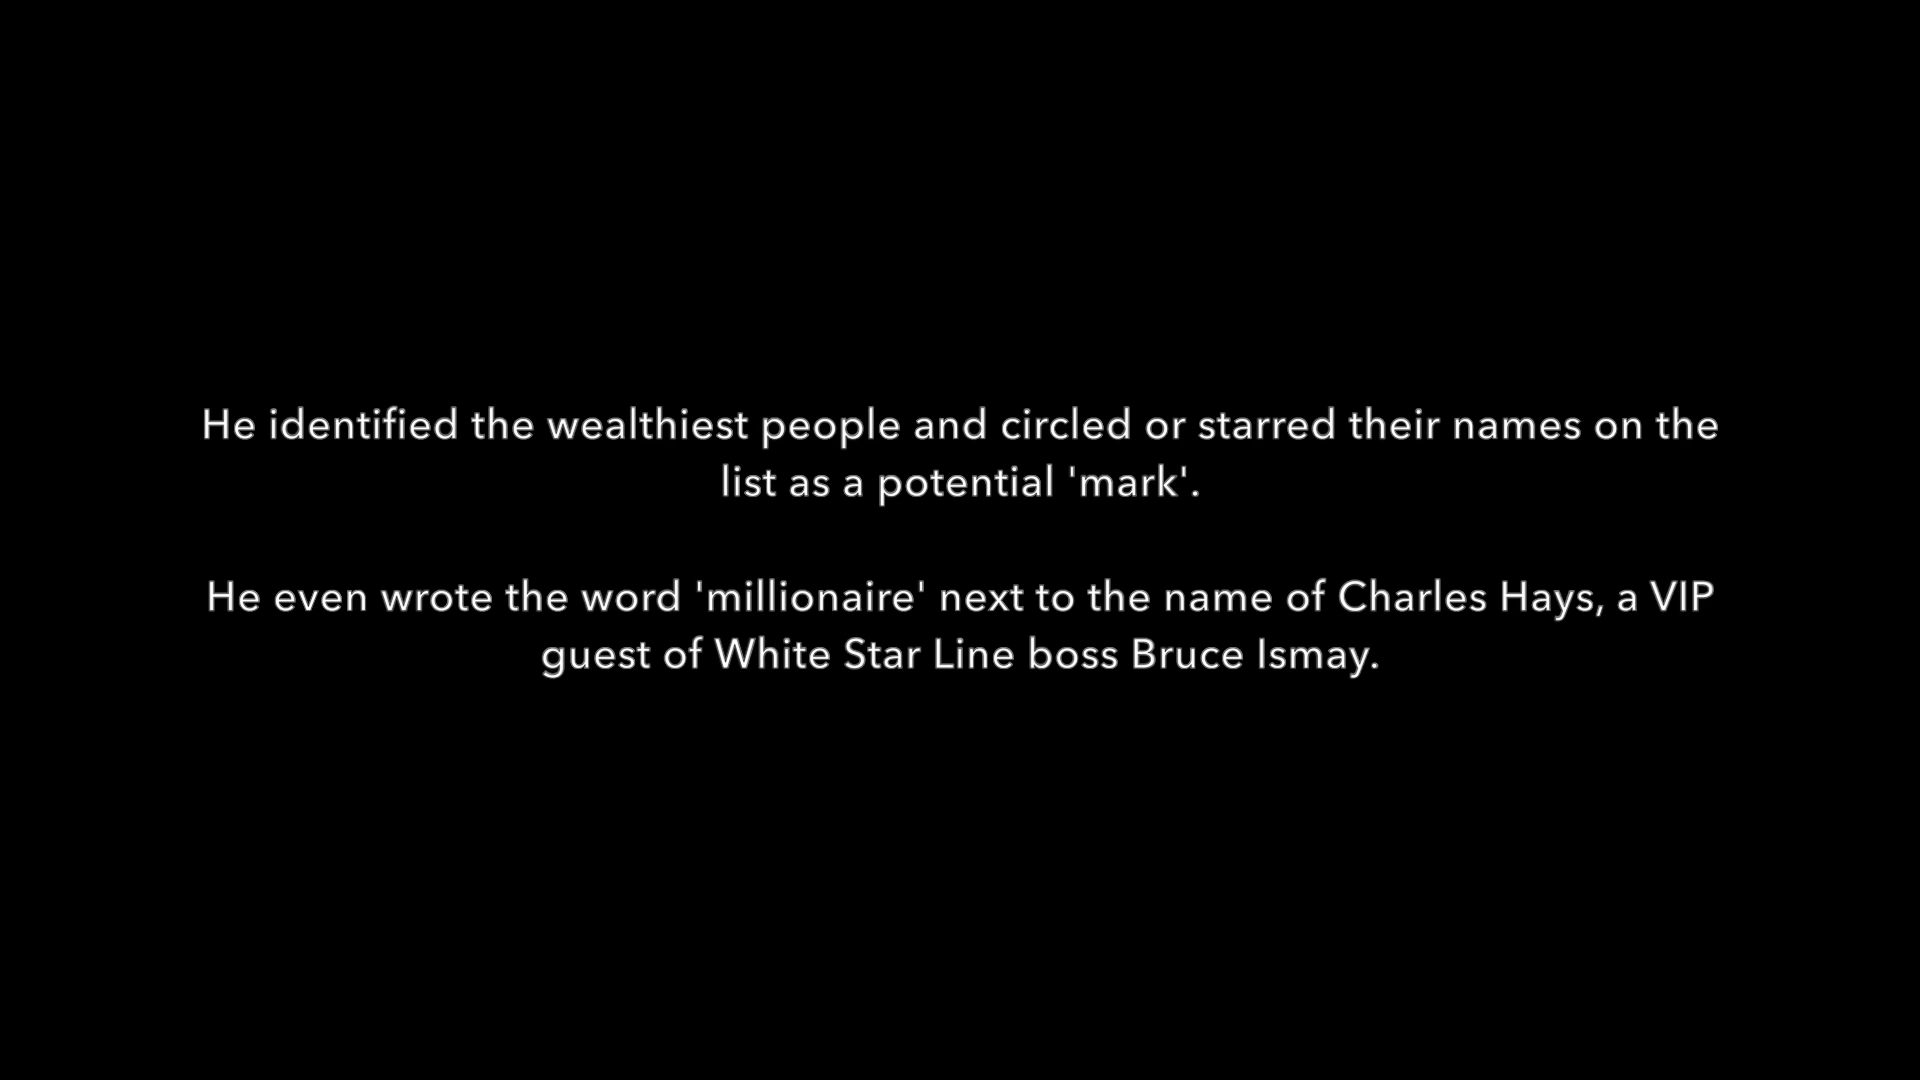 He identified the wealthiest people and circled or starred their names on the
list as a potential 'mark'.
He even wrote the word 'millionaire' next to the name of Charles Hays, a VIP
guest of White Star Line boss Bruce Ismay.